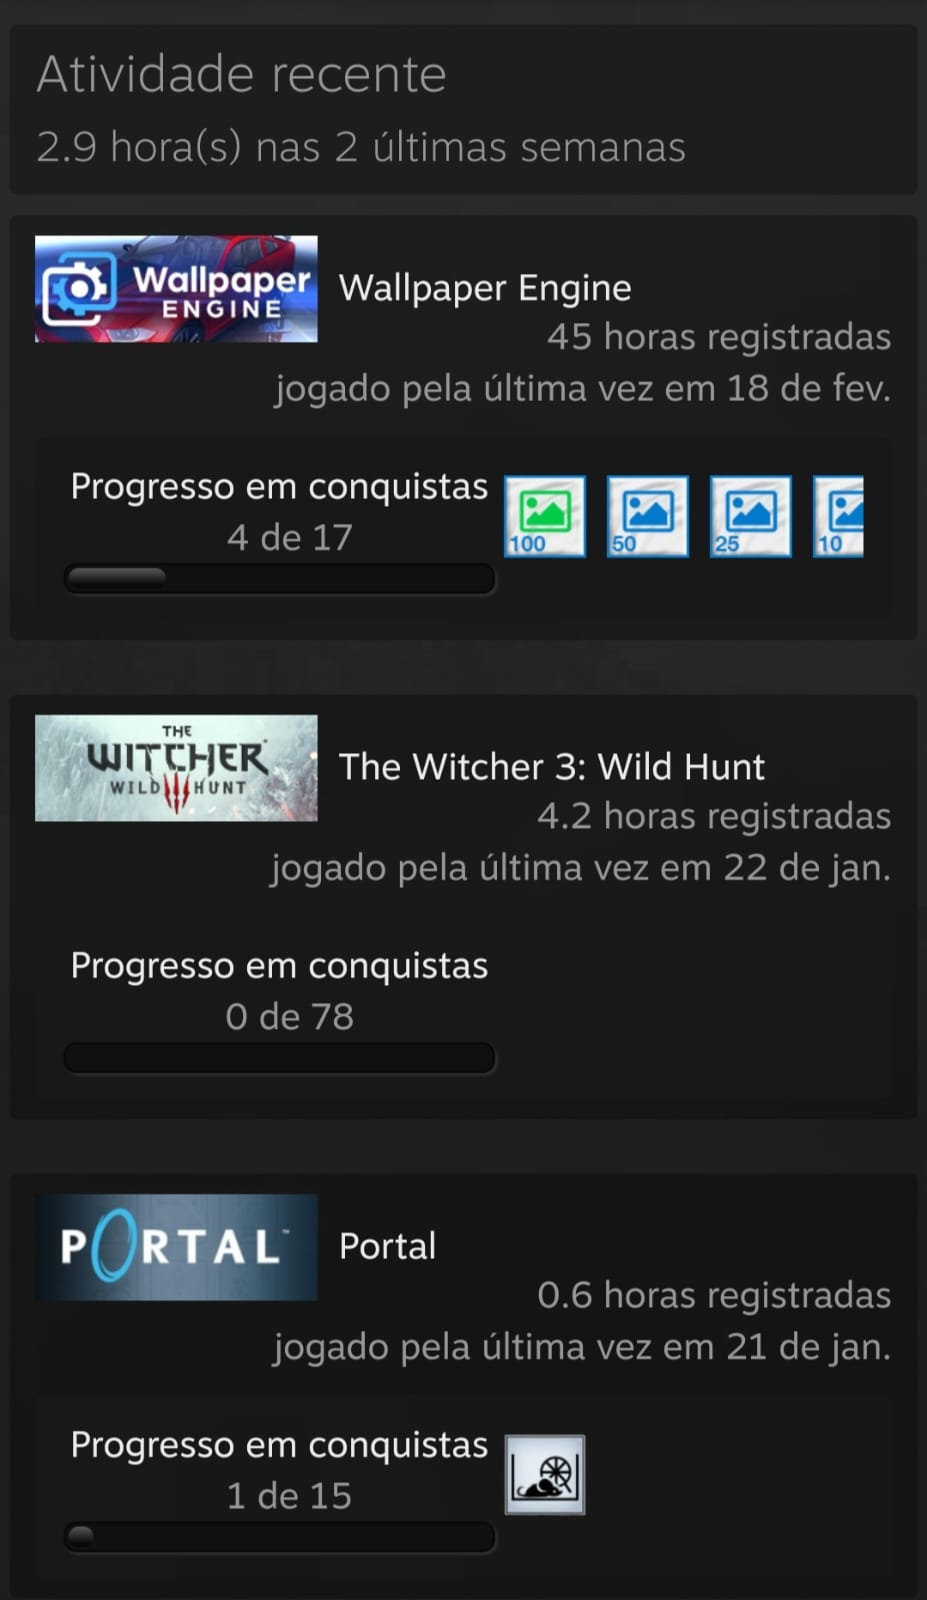 Atividade recente
2.9 hora(s) nas 2 últimas semanas
Wallpaper
ENGINE
Wallpaper Engine
45 horas registradas
jogado pela última vez em 18 de fev.
Progresso em conquistas
4 de 17
100
50
25
10
THE
WITCHER
WILD HUNT
The Witcher 3: Wild Hunt
4.2 horas registradas
jogado pela última vez em 22 de jan.
Progresso em conquistas
0 de 78
PORTAL™
Portal
0.6 horas registradas
jogado pela última vez em 21 de jan.
Progresso em conquistas
1 de 15